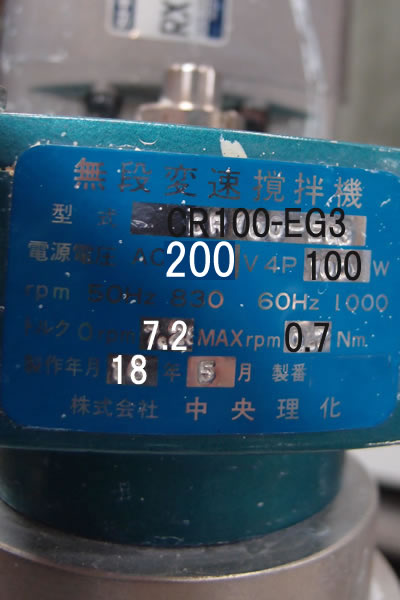 RX
無段変速撹拌機
型式 CR100-EG3
電源電圧 AC 200 V 4P 100 W
rpm 50Hz 830 60Hz 1000
トルク 0rpm 7.2 MAXrpm 0.7 Nm.
製作年月 18 年 5 月 製番
株式会社 中央理化